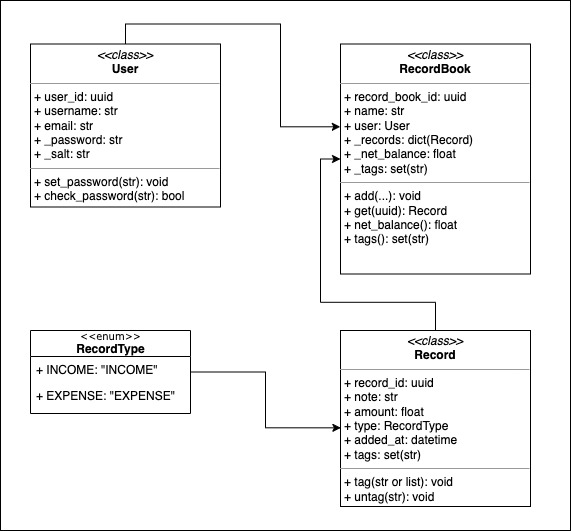 <<class>>
User
+ user_id: uuid
+ username: str
+ email: str
+ _password: str
+ _salt: str
+ set_password(str): void
+ check_password(str): bool
<<class>>
RecordBook
+ record_book_id: uuid
+ name: str
+ user: User
+ _records: dict(Record)
+ _net_balance: float
+ _tags: set(str)
+ add(...): void
+ get(uuid): Record
+ net_balance(): float
+ tags(): set(str)
<<enum>>
RecordType
+ INCOME: "INCOME"
+ EXPENSE: "EXPENSE"
<<class>>
Record
+ record_id: uuid
+ note: str
+ amount: float
+ type: RecordType
+ added_at: datetime
+ tags: set(str)
+ tag(str or list): void
+ untag(str): void